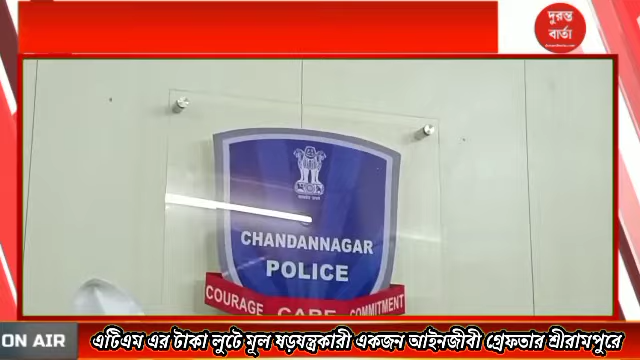 দুরন্ত
বার্তা
CHANDANNAGAR
POLICE
COURAGE CARE COMMITMENT
ON AIR
এটিএম এর টাকা লুটে মূল ষড়যন্ত্রকারী একজন আইনজীবী গ্রেফতার শ্রীরামপুরে